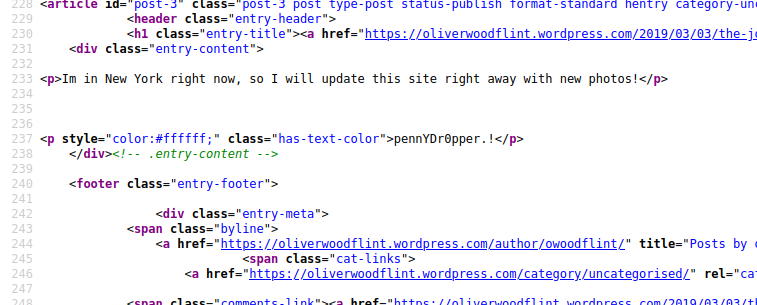 228 <article id="post-3" class="post-3 post type-post status-publish format-standard hentry category-unc
229 <header class="entry-header">
230 <h1 class="entry-title"><a href="https://oliverwoodflint.wordpress.com/2019/03/03/the-jo
231 <div class="entry-content">
232
233 <p>Im in New York right now, so I will update this site right away with new photos!</p>
234
235
236
237 <p style="color:#ffffff;" class="has-text-color">pennYDr0pper.!</p>
238 </div><!-- .entry-content -->
239
240 <footer class="entry-footer">
241
242 <div class="entry-meta">
243 <span class="byline">
244 <a href="https://oliverwoodflint.wordpress.com/author/owoodflint/" title="Posts by o
245 <span class="cat-links">
246 <a href="https://oliverwoodflint.wordpress.com/category/uncategorised/" rel="cat
247
248 <span class="comments-link"><a href="https://oliverwoodflint.wordpress.com/2019/03/03/th